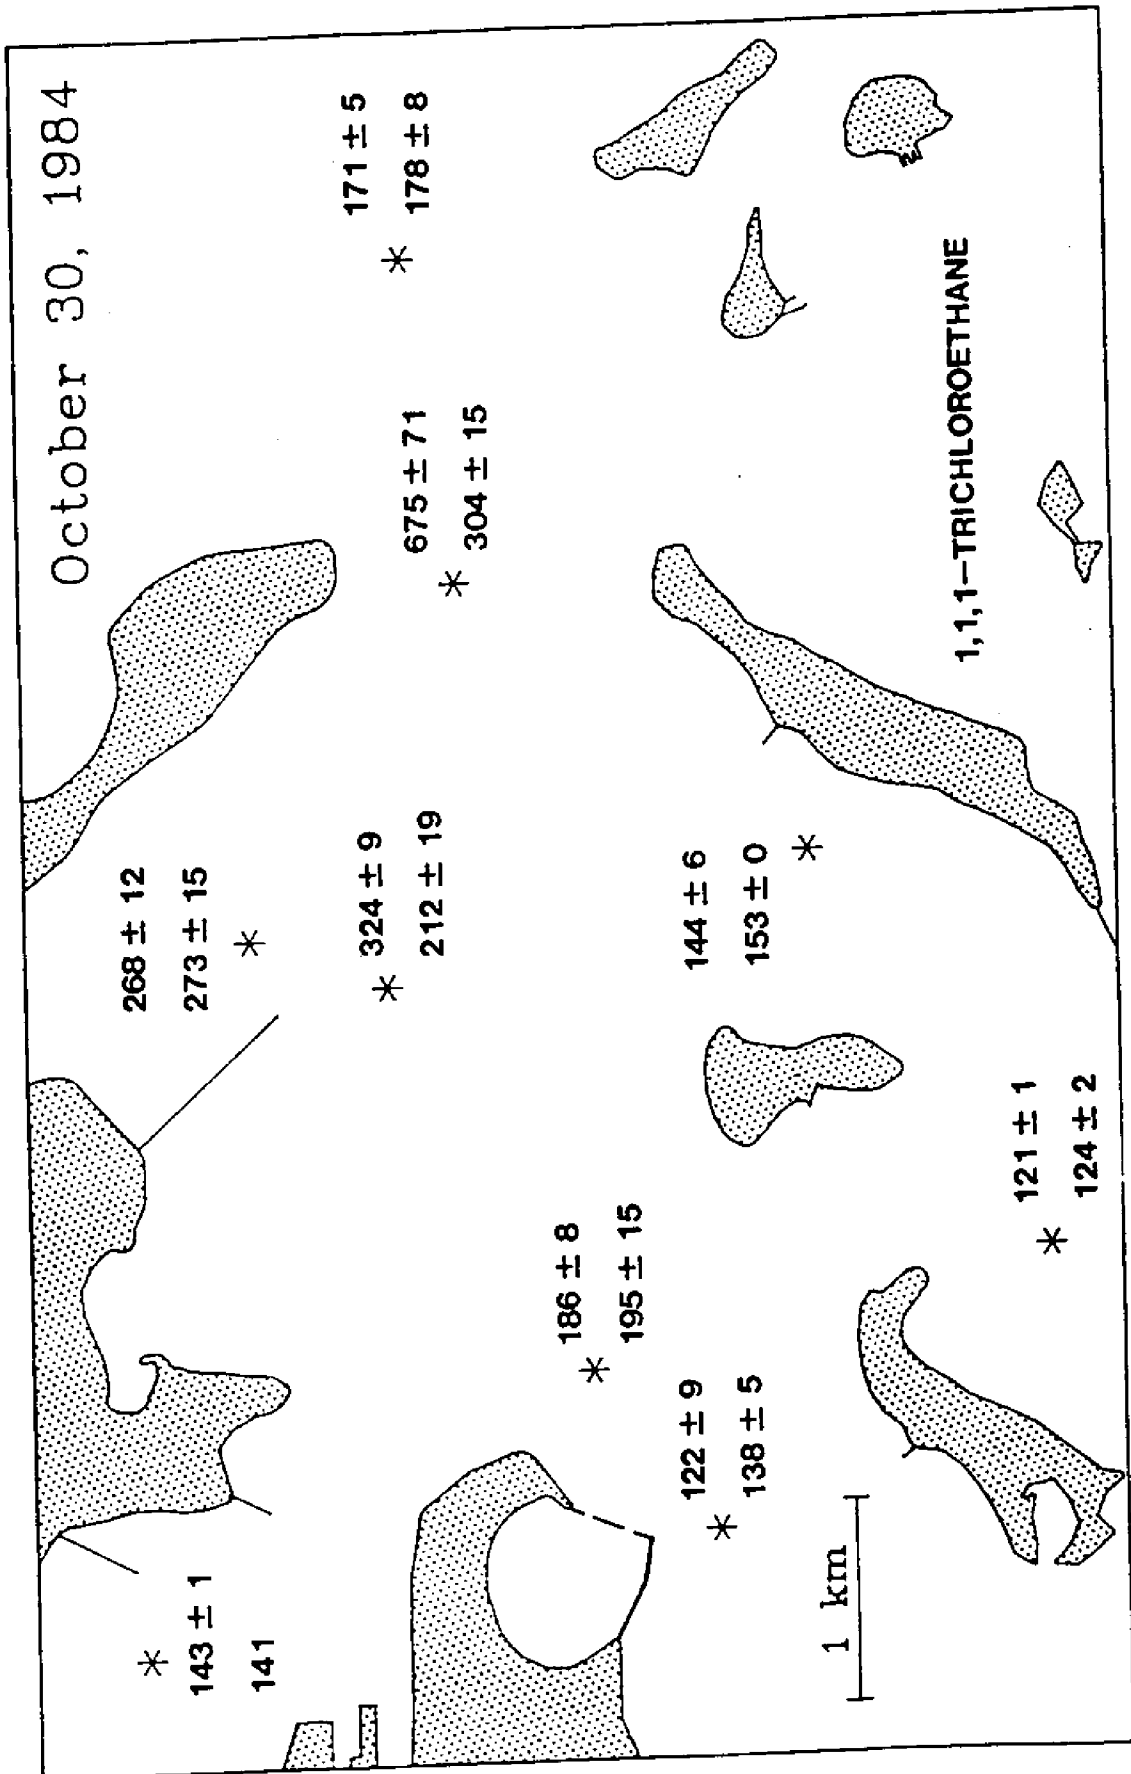 October 30, 1984
268 ± 12
273 ± 15
143 ± 1
141
171 ± 5
178 ± 8
324 ± 9
212 ± 19
675 ± 71
304 ± 15
186 ± 8
195 ± 15
122 ± 9
138 ± 5
144 ± 6
153 ± 0
1 km
1,1,1-TRICHLOROETHANE
121 ± 1
124 ± 2